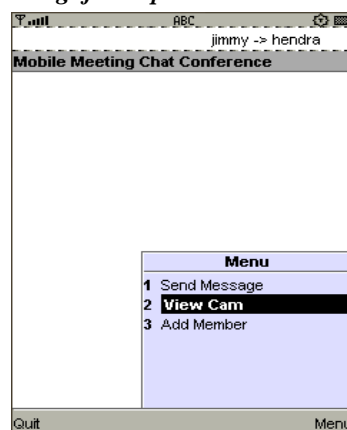 ABC
jimmy -> hendra
Mobile Meeting Chat Conference
Menu
1 Send Message
2 View Cam
3 Add Member
Quit Menu